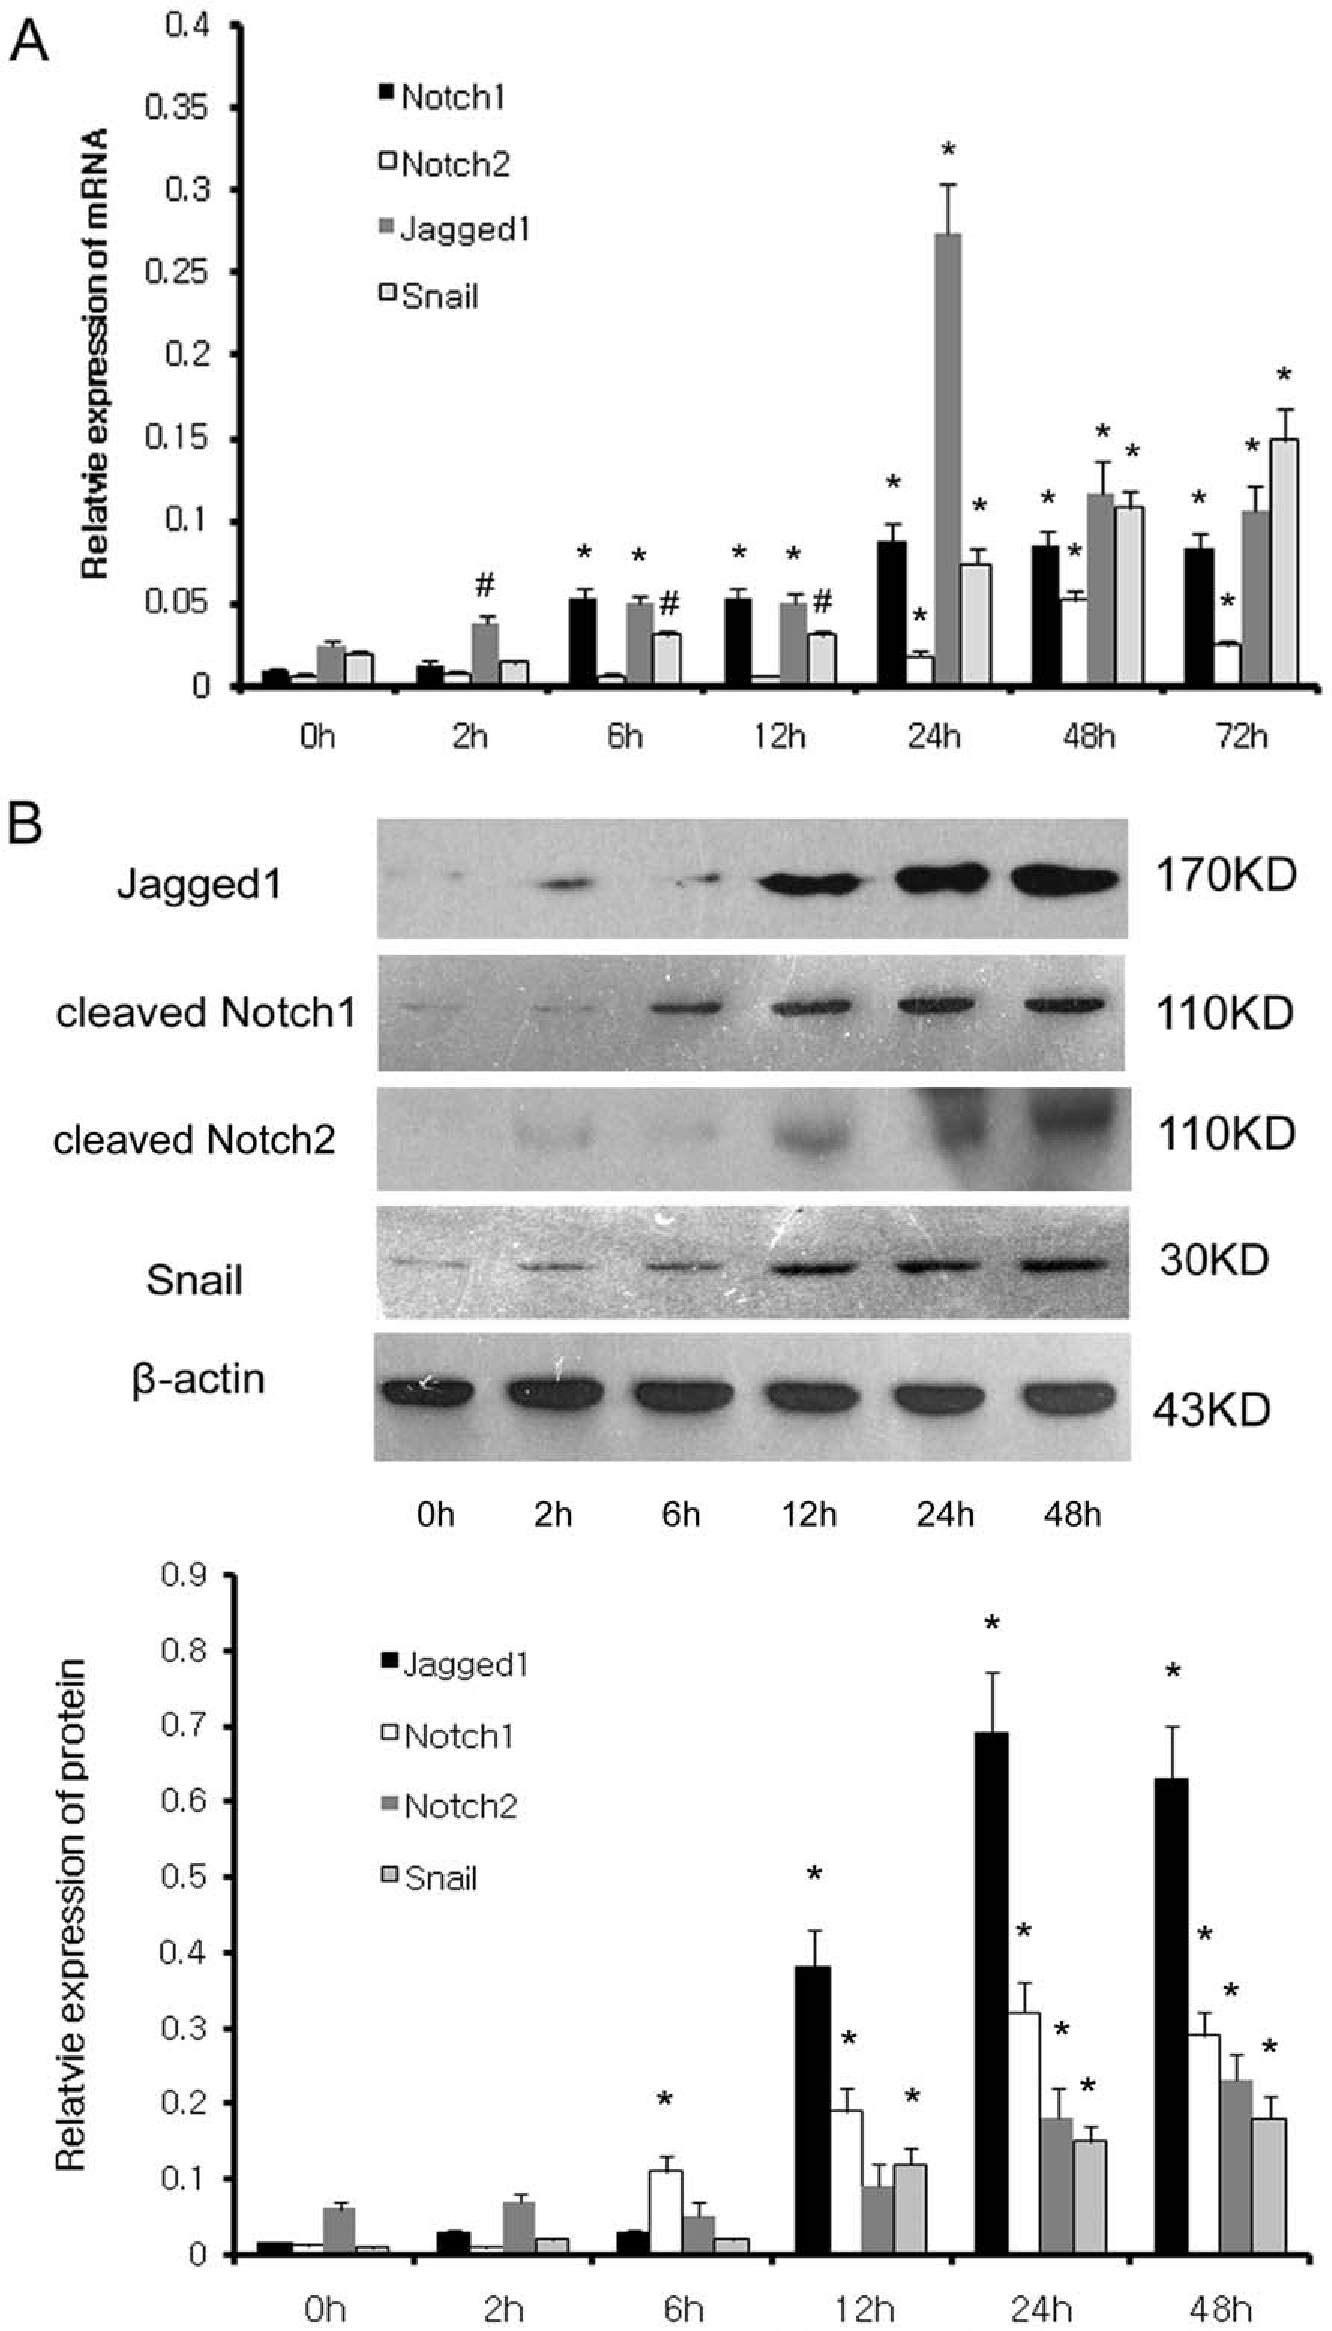 A
0.4
0.35
0.3
0.25
0.2
0.15
0.1
0.05
0
Relatvie expression of mRNA
Notch1
Notch2
Jagged1
Snail
*
* * * * * *
* * * * * *
# * * # * * # * * *
0h 2h 6h 12h 24h 48h 72h
B
Jagged1 170KD
cleaved Notch1 110KD
cleaved Notch2 110KD
Snail 30KD
β-actin 43KD
0h 2h 6h 12h 24h 48h
0.9
0.8
0.7
0.6
0.5
0.4
0.3
0.2
0.1
0
Relatvie expression of protein
Jagged1
Notch1
Notch2
Snail
*
* * *
* * * *
* * * * * *
0h 2h 6h 12h 24h 48h